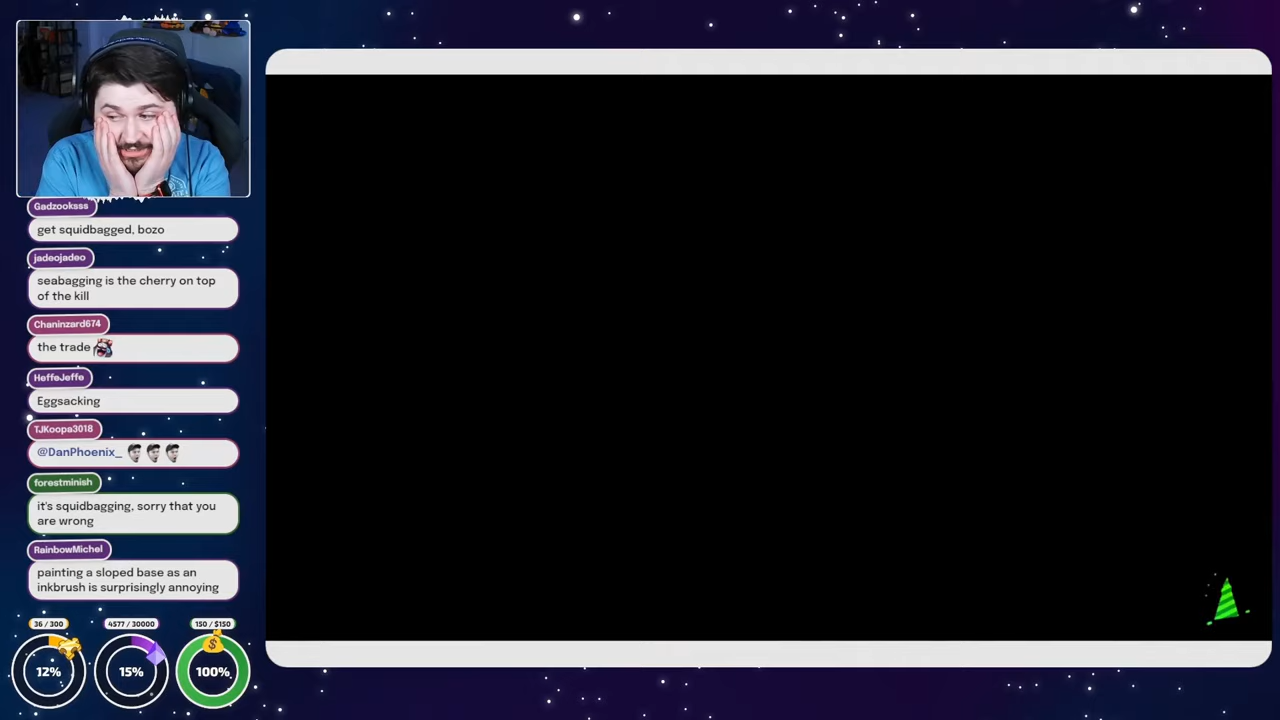 Gadzooksss
get squidbagged, bozo
jadeojadeo
seabagging is the cherry on top
of the kill
Chaninzard674
the trade
HeffeJeffe
Eggsacking
TJKoopa3018
@DanPhoenix_
forestminish
it's squidbagging, sorry that you
are wrong
RainbowMichel
painting a sloped base as an
inkbrush is surprisingly annoying
36 / 300
4577 / 30000
150 / $150
12%
15%
100%